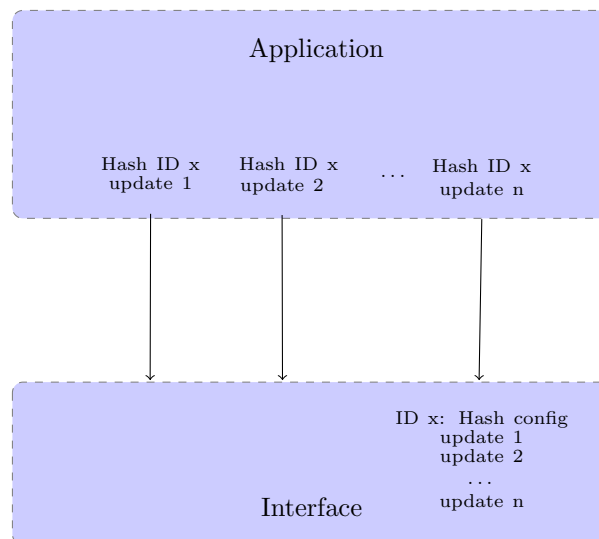 Application
Hash ID x
update 1
Hash ID x
update 2
...
Hash ID x
update n
ID x: Hash config
update 1
update 2
...
update n
Interface